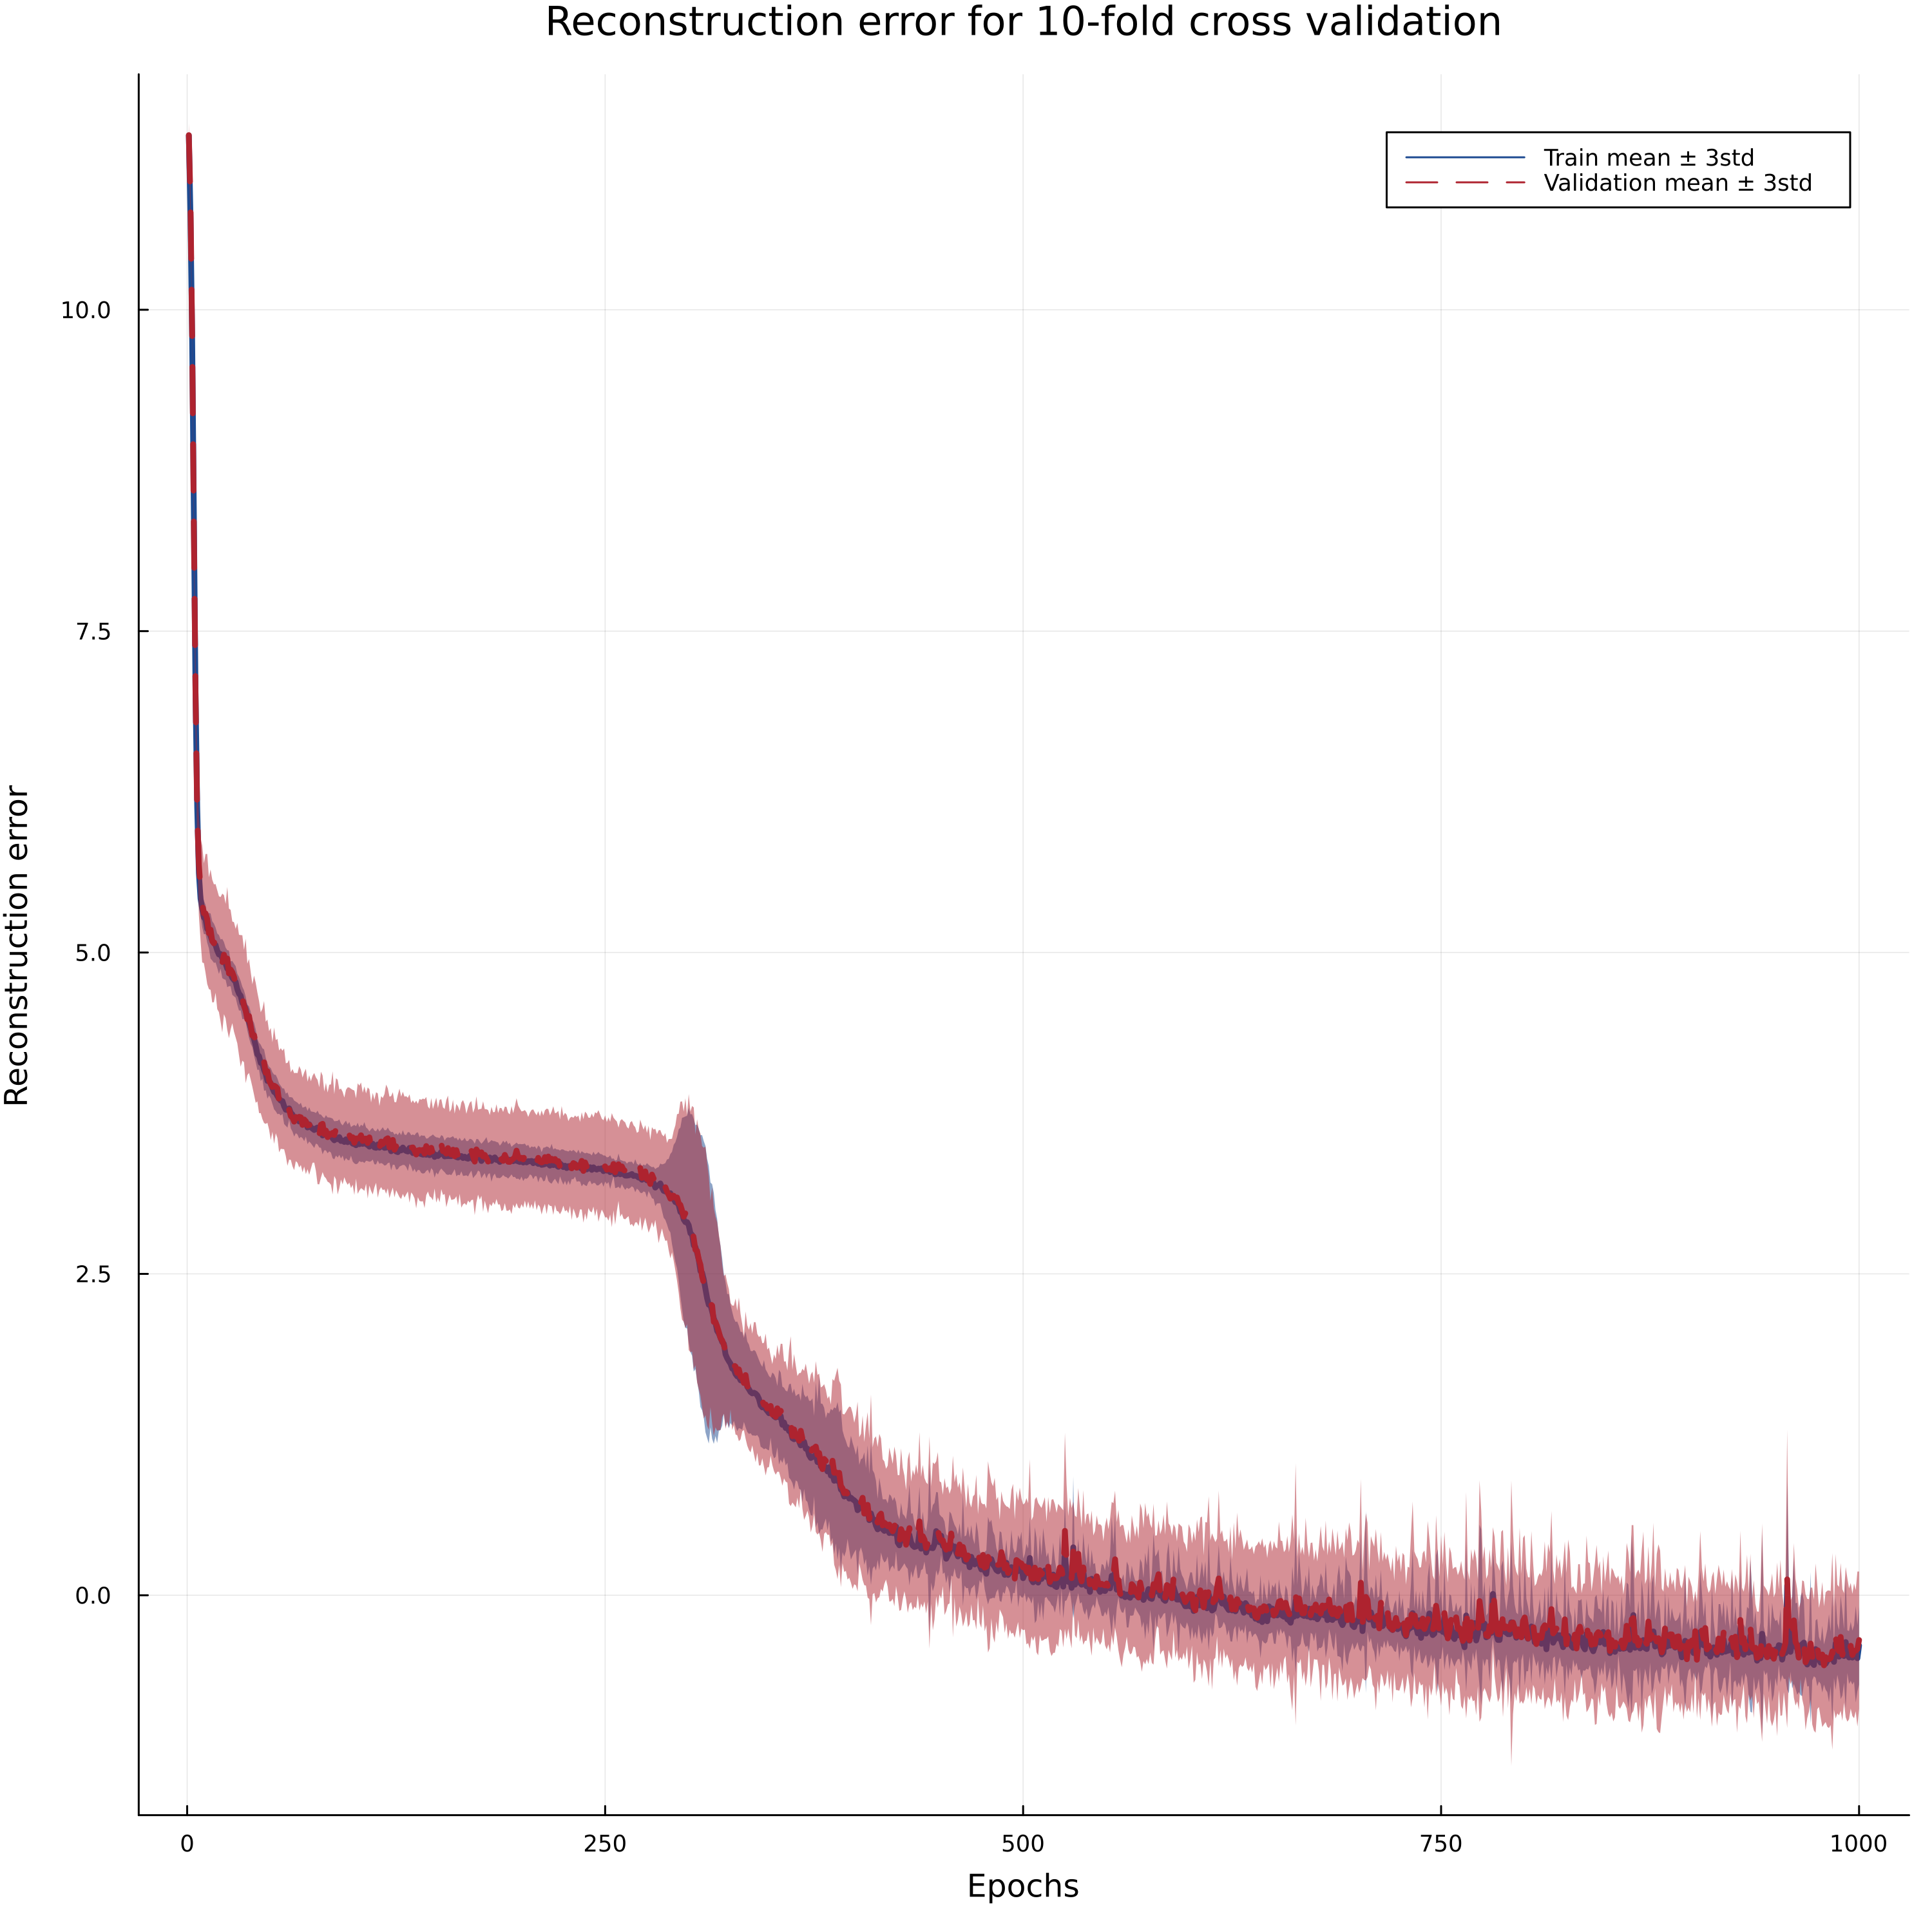 Reconstruction error for 10-fold cross validation
Train mean ± 3std
Validation mean ± 3std
10.0
7.5
5.0
2.5
0.0
Reconstruction error
0 250 500 750 1000
Epochs